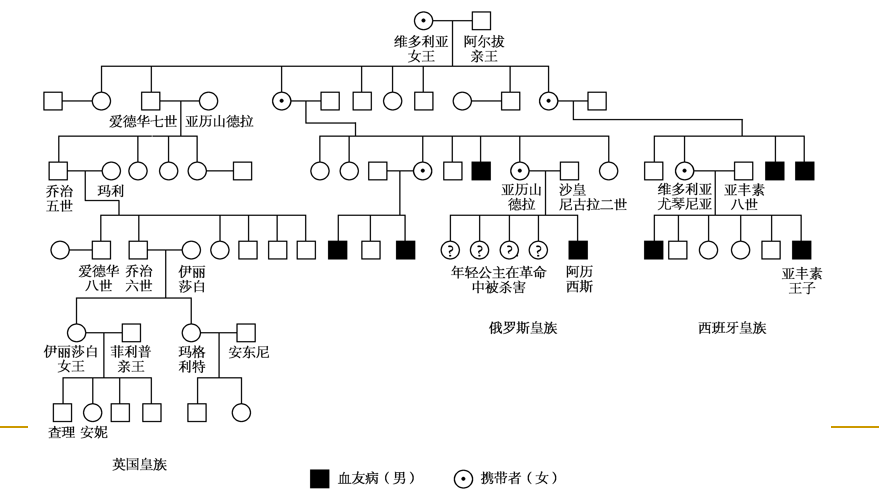 维多利亚
女王
阿尔拔
亲王
爱德华七世
亚历山德拉
乔治
五世
玛利
亚历山
德拉
沙皇
尼古拉二世
维多利亚
尤琴尼亚
亚丰素
八世
爱德华
八世
乔治
六世
伊丽
莎白
?
?
?
?
年轻公主在革命
中被杀害
阿历
西斯
亚丰素
王子
俄罗斯皇族
西班牙皇族
伊丽莎白
女王
菲利普
亲王
玛格
利特
安东尼
查理
安妮
英国皇族
血友病(男)
携带者(女)